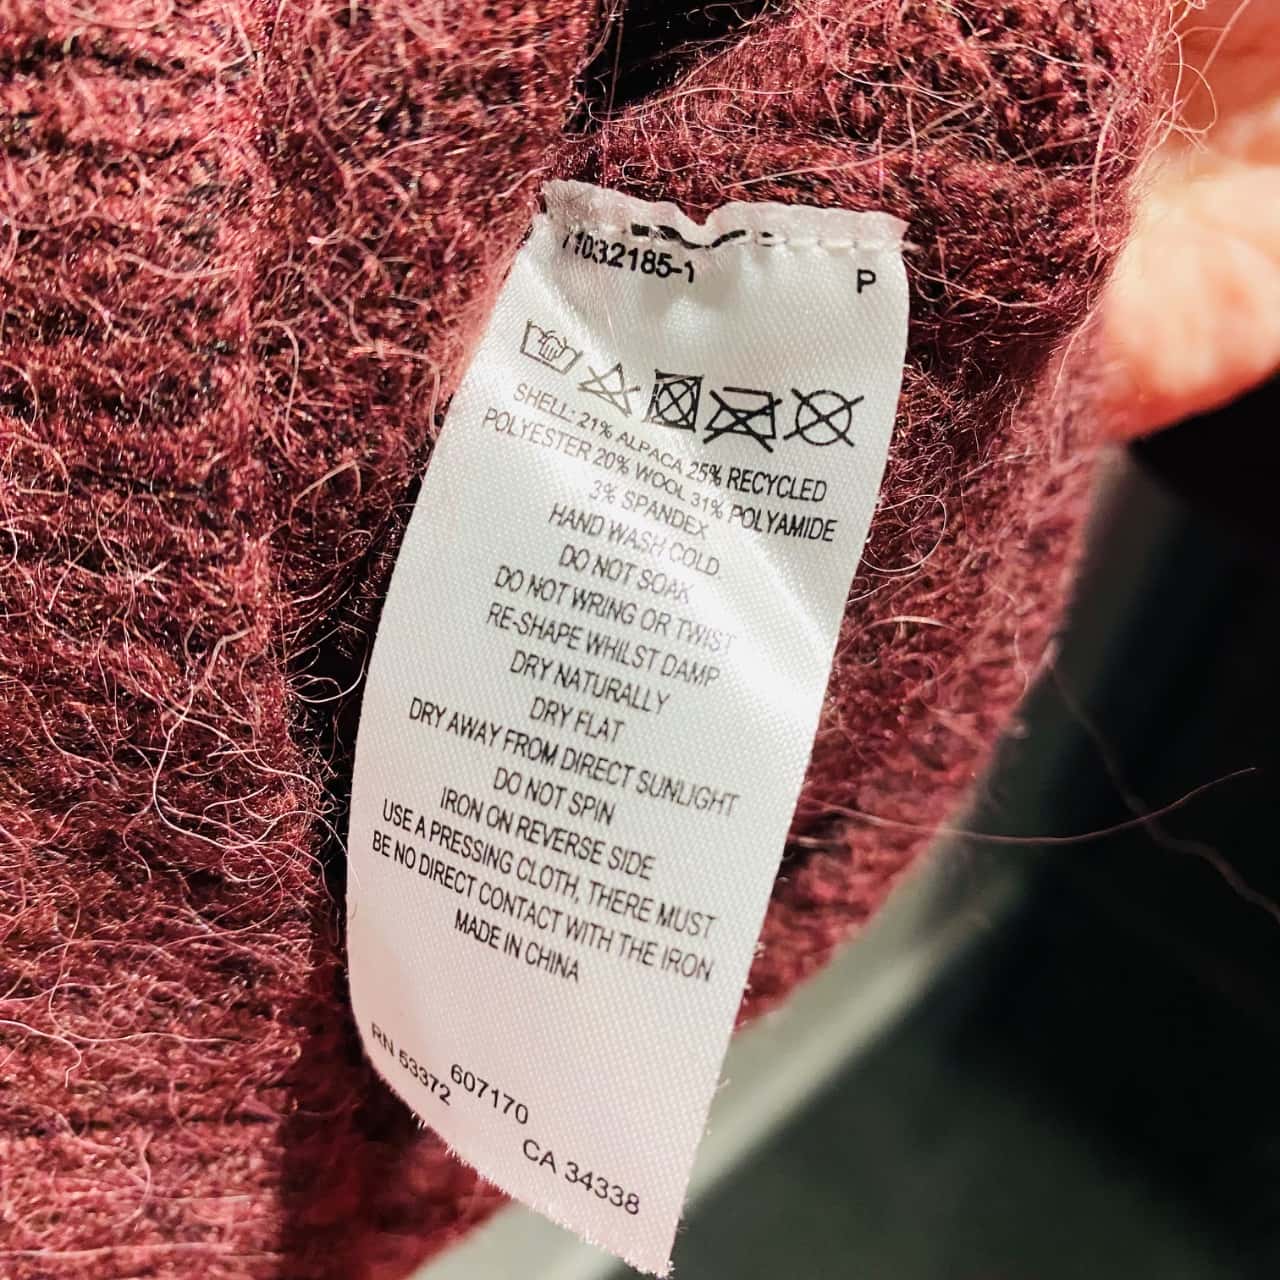 71032185-1
P
SHELL: 21% ALPACA 25% RECYCLED
POLYESTER 20% WOOL 31% POLYAMIDE
3% SPANDEX
HAND WASH COLD
DO NOT SOAK
DO NOT WRING OR TWIST
RE-SHAPE WHILST DAMP
DRY NATURALLY
DRY FLAT
DRY AWAY FROM DIRECT SUNLIGHT
DO NOT SPIN
IRON ON REVERSE SIDE
USE A PRESSING CLOTH, THERE MUST
BE NO DIRECT CONTACT WITH THE IRON
MADE IN CHINA
607170
RN 53372
CA 34338